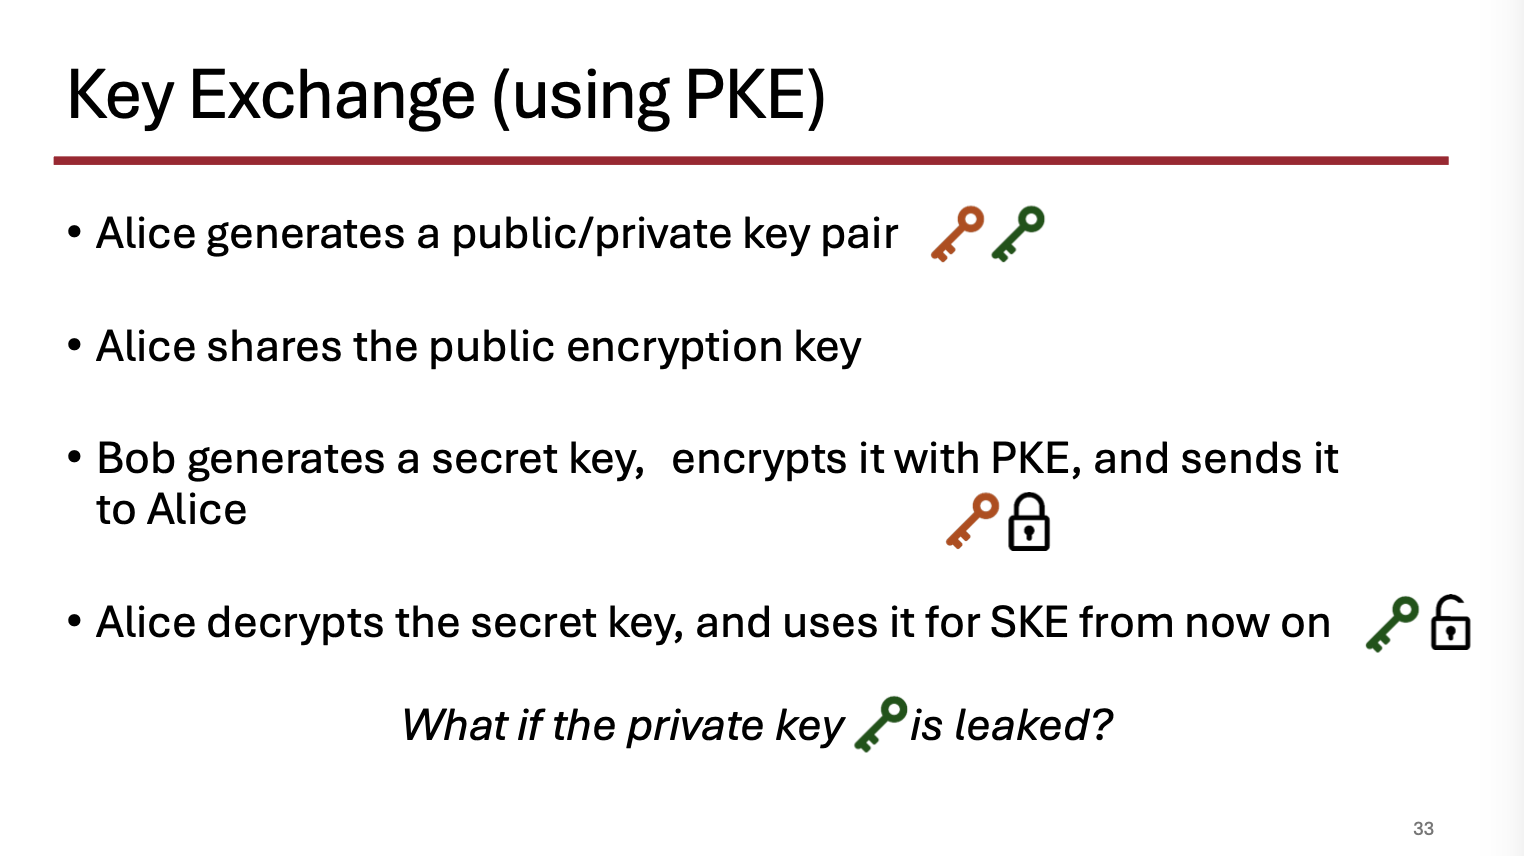 Key Exchange (using PKE)
• Alice generates a public/private key pair
• Alice shares the public encryption key
• Bob generates a secret key, encrypts it with PKE, and sends it
to Alice
• Alice decrypts the secret key, and uses it for SKE from now on
What if the private key is leaked?
33